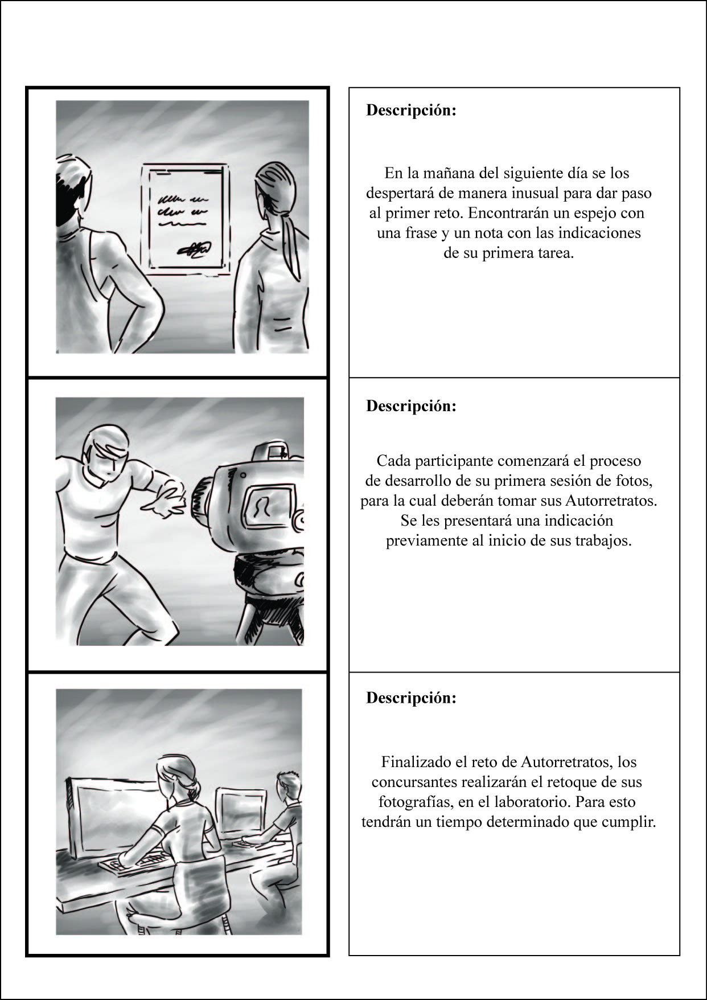 Descripción:
En la mañana del siguiente día se los
despertará de manera inusual para dar paso
al primer reto. Encontrarán un espejo con
una frase y un nota con las indicaciones
de su primera tarea.
Descripción:
Cada participante comenzará el proceso
de desarrollo de su primera sesión de fotos,
para la cual deberán tomar sus Autorretratos.
Se les presentará una indicación
previamente al inicio de sus trabajos.
Descripción:
Finalizado el reto de Autorretratos, los
concursantes realizarán el retoque de sus
fotografías, en el laboratorio. Para esto
tendrán un tiempo determinado que cumplir.